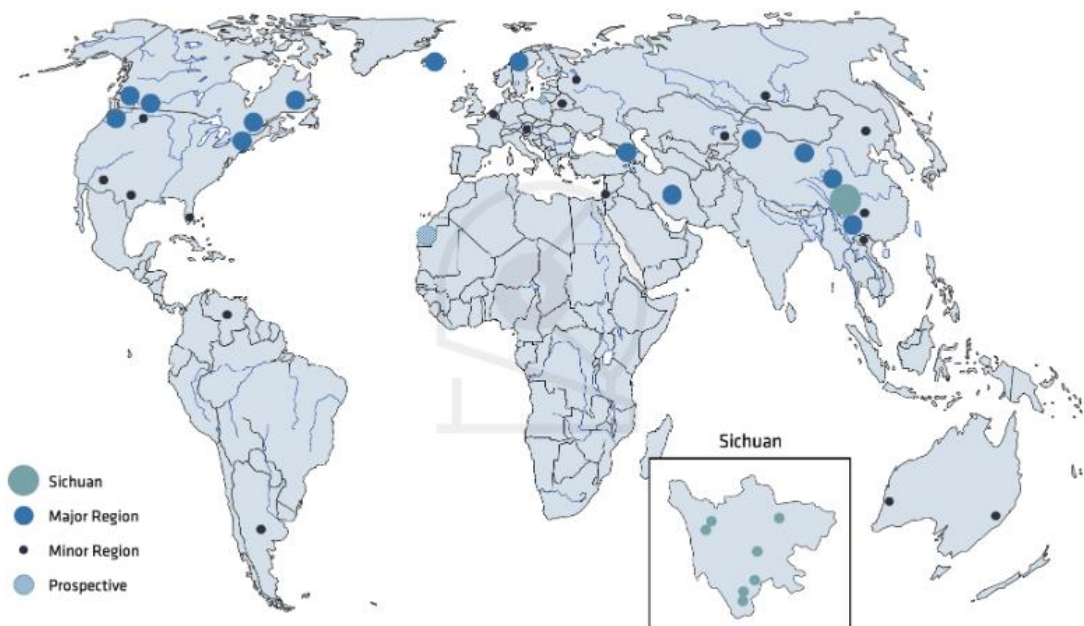 Sichuan
Sichuan
Major Region
Minor Region
Prospective